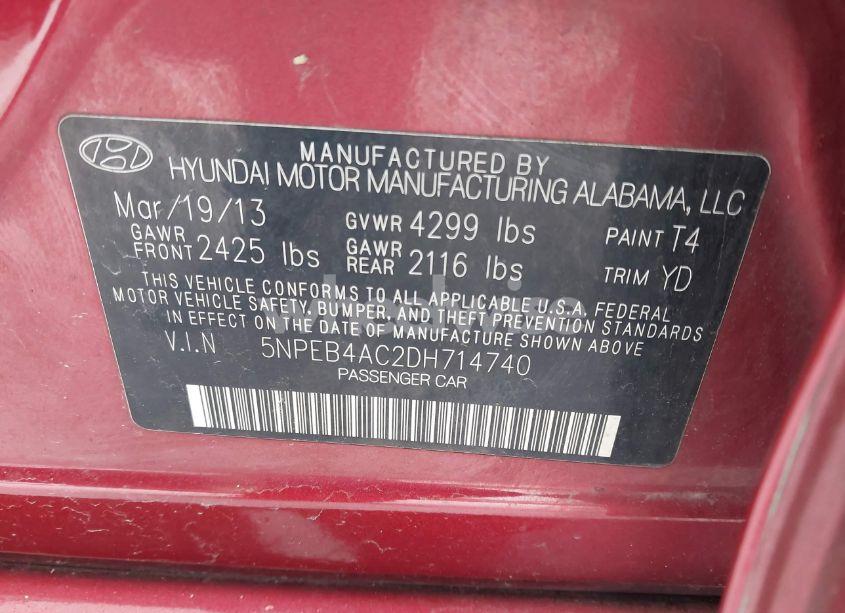 MANUFACTURED BY
HYUNDAI MOTOR MANUFACTURING ALABAMA, LLC
Mar/19/13 GVWR 4299 lbs PAINT T4
GAWR FRONT 2425 lbs GAWR REAR 2116 lbs TRIM YD
THIS VEHICLE CONFORMS TO ALL APPLICABLE U.S.A. FEDERAL
MOTOR VEHICLE SAFETY, BUMPER, AND THEFT PREVENTION STANDARDS
IN EFFECT ON THE DATE OF MANUFACTURE SHOWN ABOVE
V.I.N 5NPEB4AC2DH714740
PASSENGER CAR